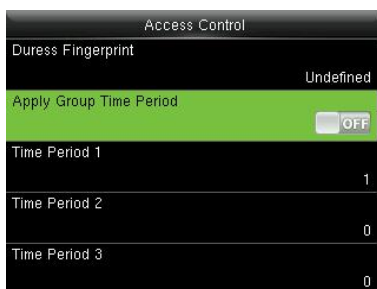 Access Control
Duress Fingerprint
Undefined
Apply Group Time Period
OFF
Time Period 1
1
Time Period 2
0
Time Period 3
0